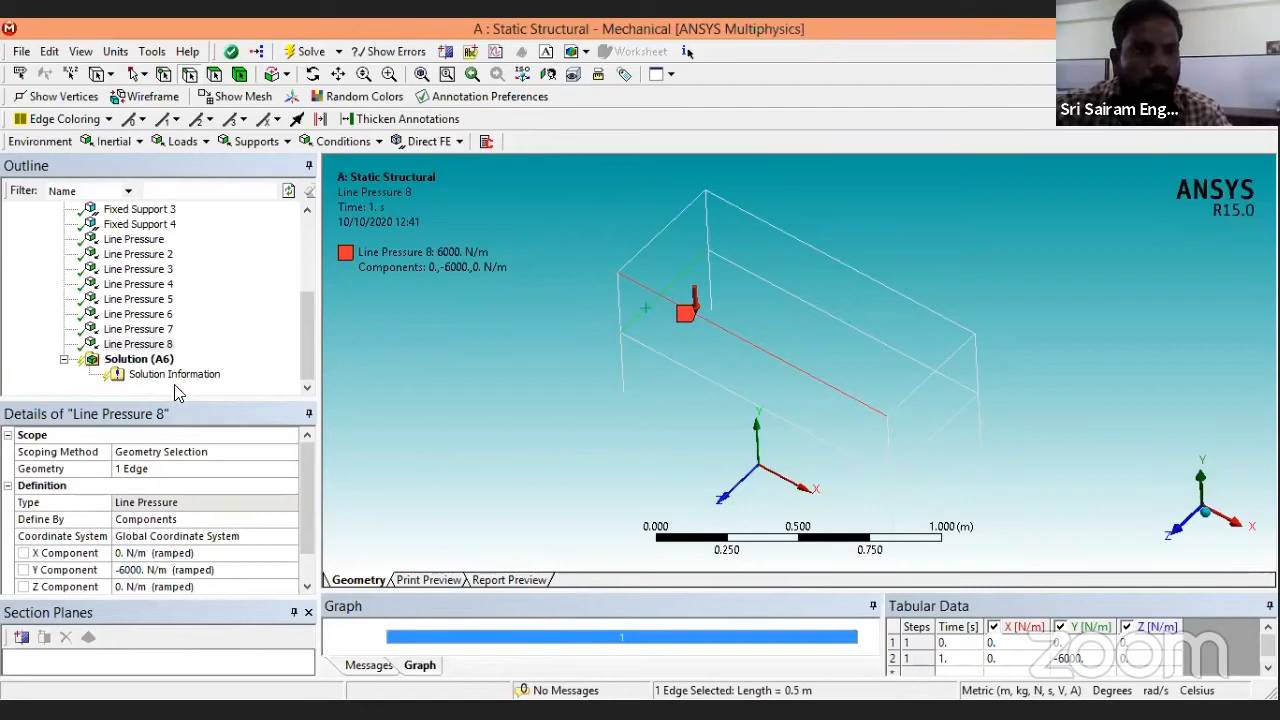 A : Static Structural - Mechanical [ANSYS Multiphysics]
File Edit View Units Tools Help Solve ?/ Show Errors Worksheet
Show Vertices Wireframe Show Mesh Random Colors Annotation Preferences
Edge Coloring Thicken Annotations
Environment Inertial Loads Supports Conditions Direct FE
Sri Sairam Eng...
Outline
Filter: Name
Fixed Support 3
Fixed Support 4
Line Pressure
Line Pressure 2
Line Pressure 3
Line Pressure 4
Line Pressure 5
Line Pressure 6
Line Pressure 7
Line Pressure 8
Solution (A6)
Solution Information
Details of "Line Pressure 8"
Scope
Scoping Method Geometry Selection
Geometry 1 Edge
Definition
Type Line Pressure
Define By Components
Coordinate System Global Coordinate System
X Component 0. N/m (ramped)
Y Component -6000. N/m (ramped)
Z Component 0. N/m (ramped)
Section Planes
A: Static Structural
Line Pressure 8
Time: 1. s
10/10/2020 12:41
Line Pressure 8: 6000. N/m
Components: 0.,-6000.,0. N/m
ANSYS
R15.0
Y
X
Z
Y
X
Z
0.000 0.500 1.000 (m)
0.250 0.750
Geometry Print Preview Report Preview
Graph
1
Messages Graph
Tabular Data
Steps Time [s] X [N/m] Y [N/m] Z [N/m]
1 1 0. 0. 0. 0.
2 1 1. 0. -6000. 0.
*
zoom
0 No Messages 1 Edge Selected: Length = 0.5 m Metric (m, kg, N, s, V, A) Degrees rad/s Celsius